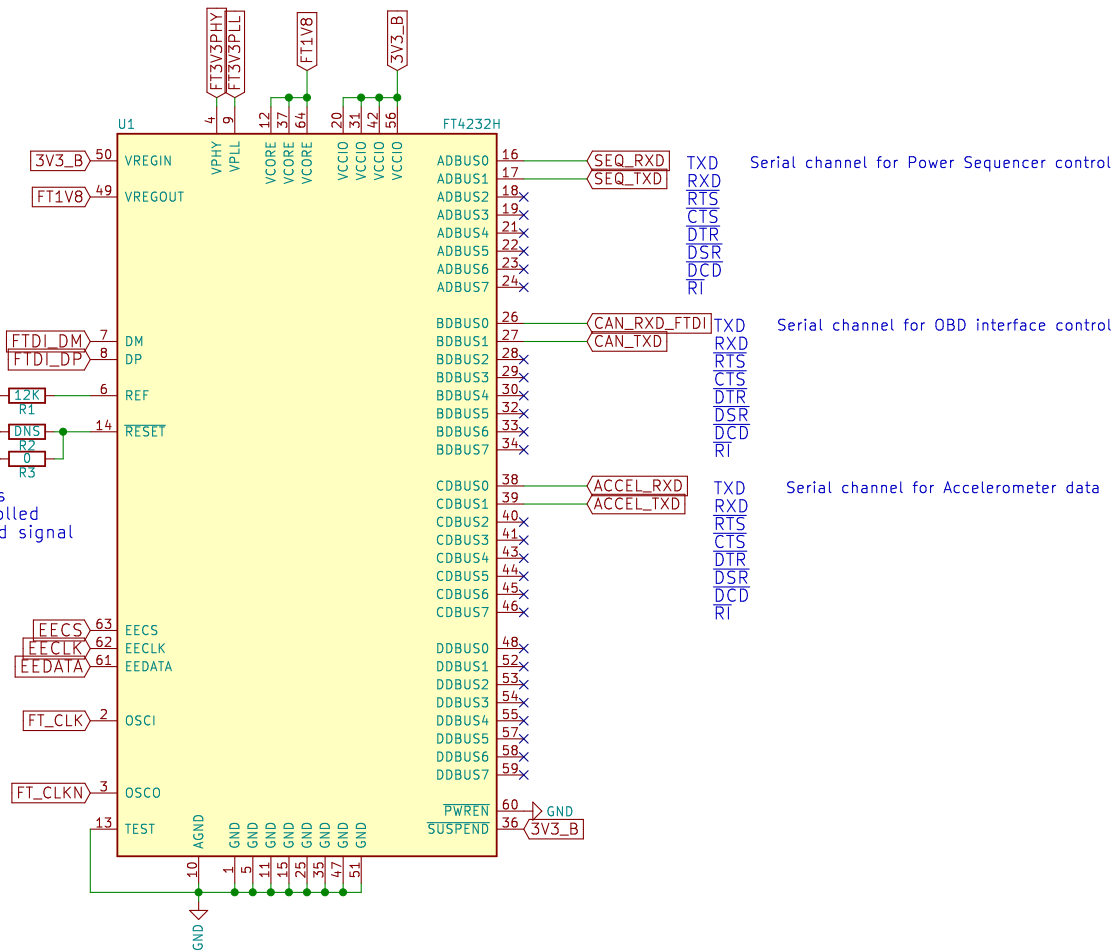 FT3V3PHY
FT3V3PLL
FT1V8
3V3_B
4 9 12 37 64 20 31 42 56
U1 FT4232H
VPHY VPLL VCORE VCORE VCORE VCCIO VCCIO VCCIO VCCIO
3V3_B 50 VREGIN
FT1V8 49 VREGOUT
FTDI_DM 7 DM
FTDI_DP 8 DP
12K 6 REF
R1
DNS 14 RESET
R2
0
R3
s
olled
d signal
EECS 63 EECS
EECLK 62 EECLK
EEDATA 61 EEDATA
FT_CLK 2 OSCI
FT_CLKN 3 OSCO
13 TEST
ADBUS0 16 SEQ_RXD TXD Serial channel for Power Sequencer control
ADBUS1 17 SEQ_TXD RXD
ADBUS2 18 RTS
ADBUS3 19 CTS
ADBUS4 21 DTR
ADBUS5 22 DSR
ADBUS6 23 DCD
ADBUS7 24 RI
BDBUS0 26 CAN_RXD_FTDI TXD Serial channel for OBD interface control
BDBUS1 27 CAN_TXD RXD
BDBUS2 28 RTS
BDBUS3 29 CTS
BDBUS4 30 DTR
BDBUS5 32 DSR
BDBUS6 33 DCD
BDBUS7 34 RI
CDBUS0 38 ACCEL_RXD TXD Serial channel for Accelerometer data
CDBUS1 39 ACCEL_TXD RXD
CDBUS2 40 RTS
CDBUS3 41 CTS
CDBUS4 43 DTR
CDBUS5 44 DSR
CDBUS6 45 DCD
CDBUS7 46 RI
DDBUS0 48
DDBUS1 52
DDBUS2 53
DDBUS3 54
DDBUS4 55
DDBUS5 57
DDBUS6 58
DDBUS7 59
PWREN 60 GND
SUSPEND 36 3V3_B
AGND GND GND GND GND GND GND GND GND
10 1 5 11 15 25 35 47 51
GND